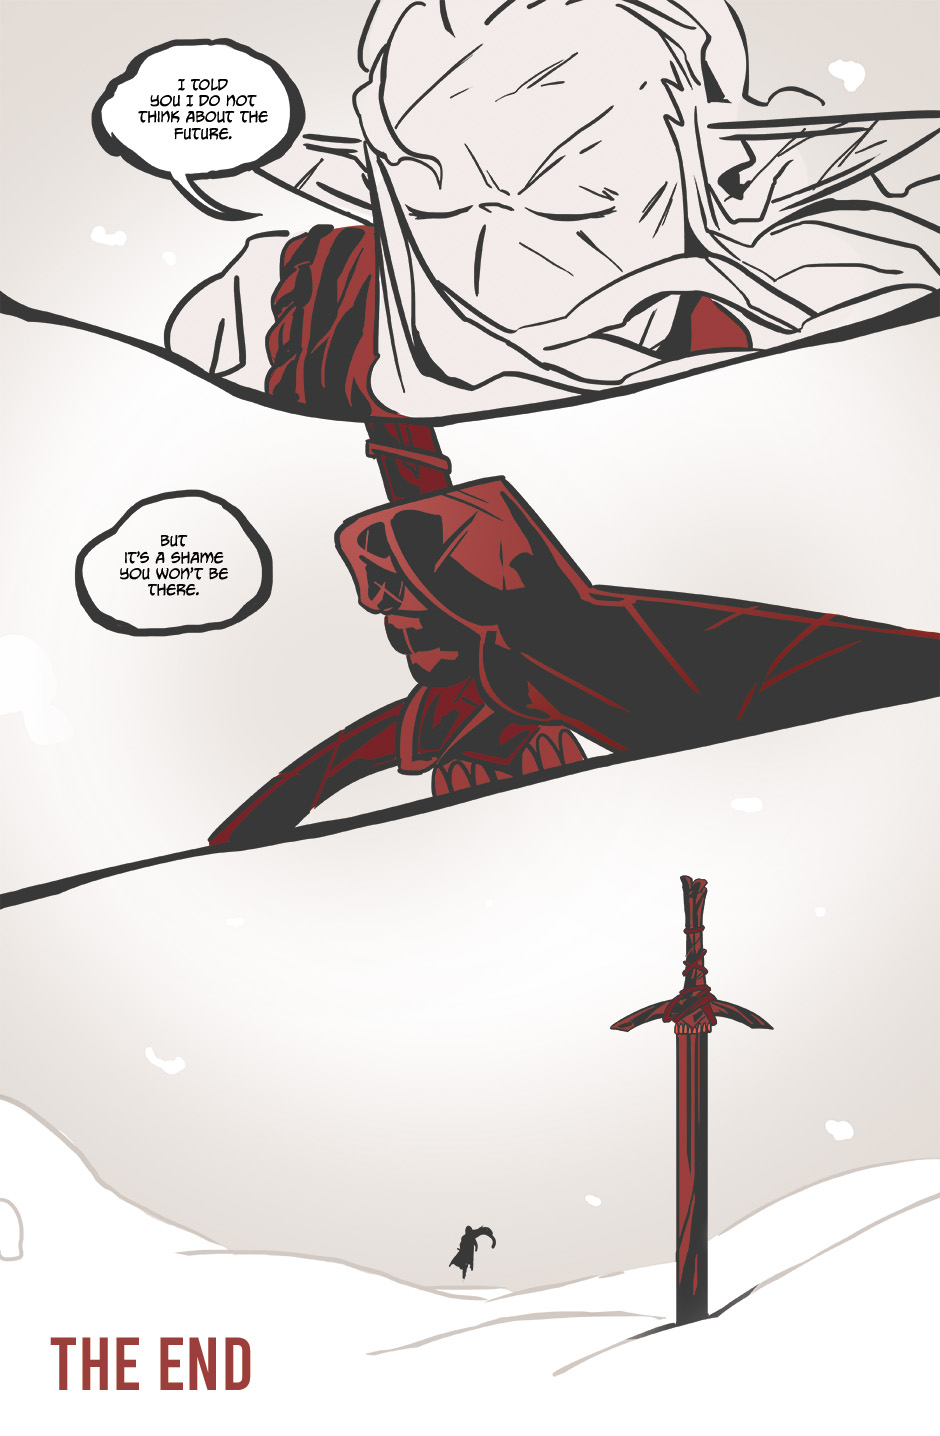 I TOLD
YOU I DO NOT
THINK ABOUT THE
FUTURE.
BUT
IT'S A SHAME
YOU WON'T BE
THERE.
THE END